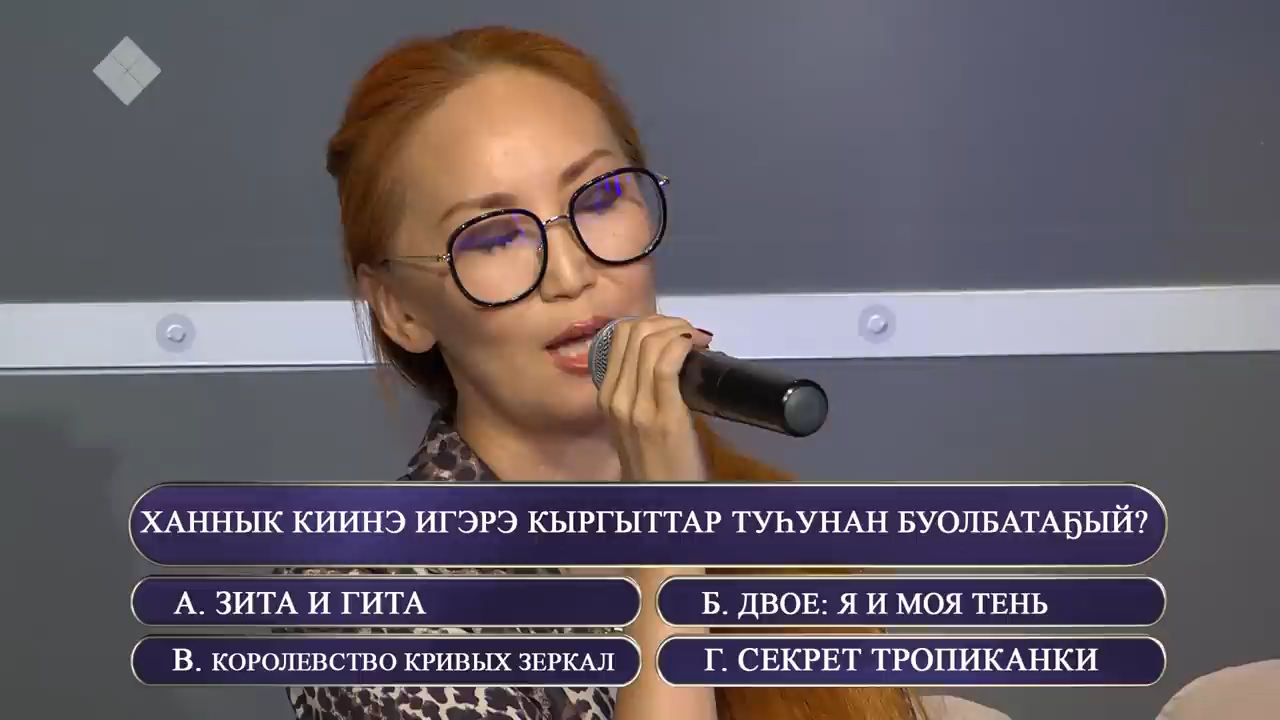 ХАННЫК КИИНЭ ИГЭРЭ КЫРГЫТТАР ТУҺУНАН БУОЛБАТАҔЫЙ?
А. ЗИТА И ГИТА
Б. ДВОЕ: Я И МОЯ ТЕНЬ
В. КОРОЛЕВСТВО КРИВЫХ ЗЕРКАЛ
Г. СЕКРЕТ ТРОПИКАНКИ